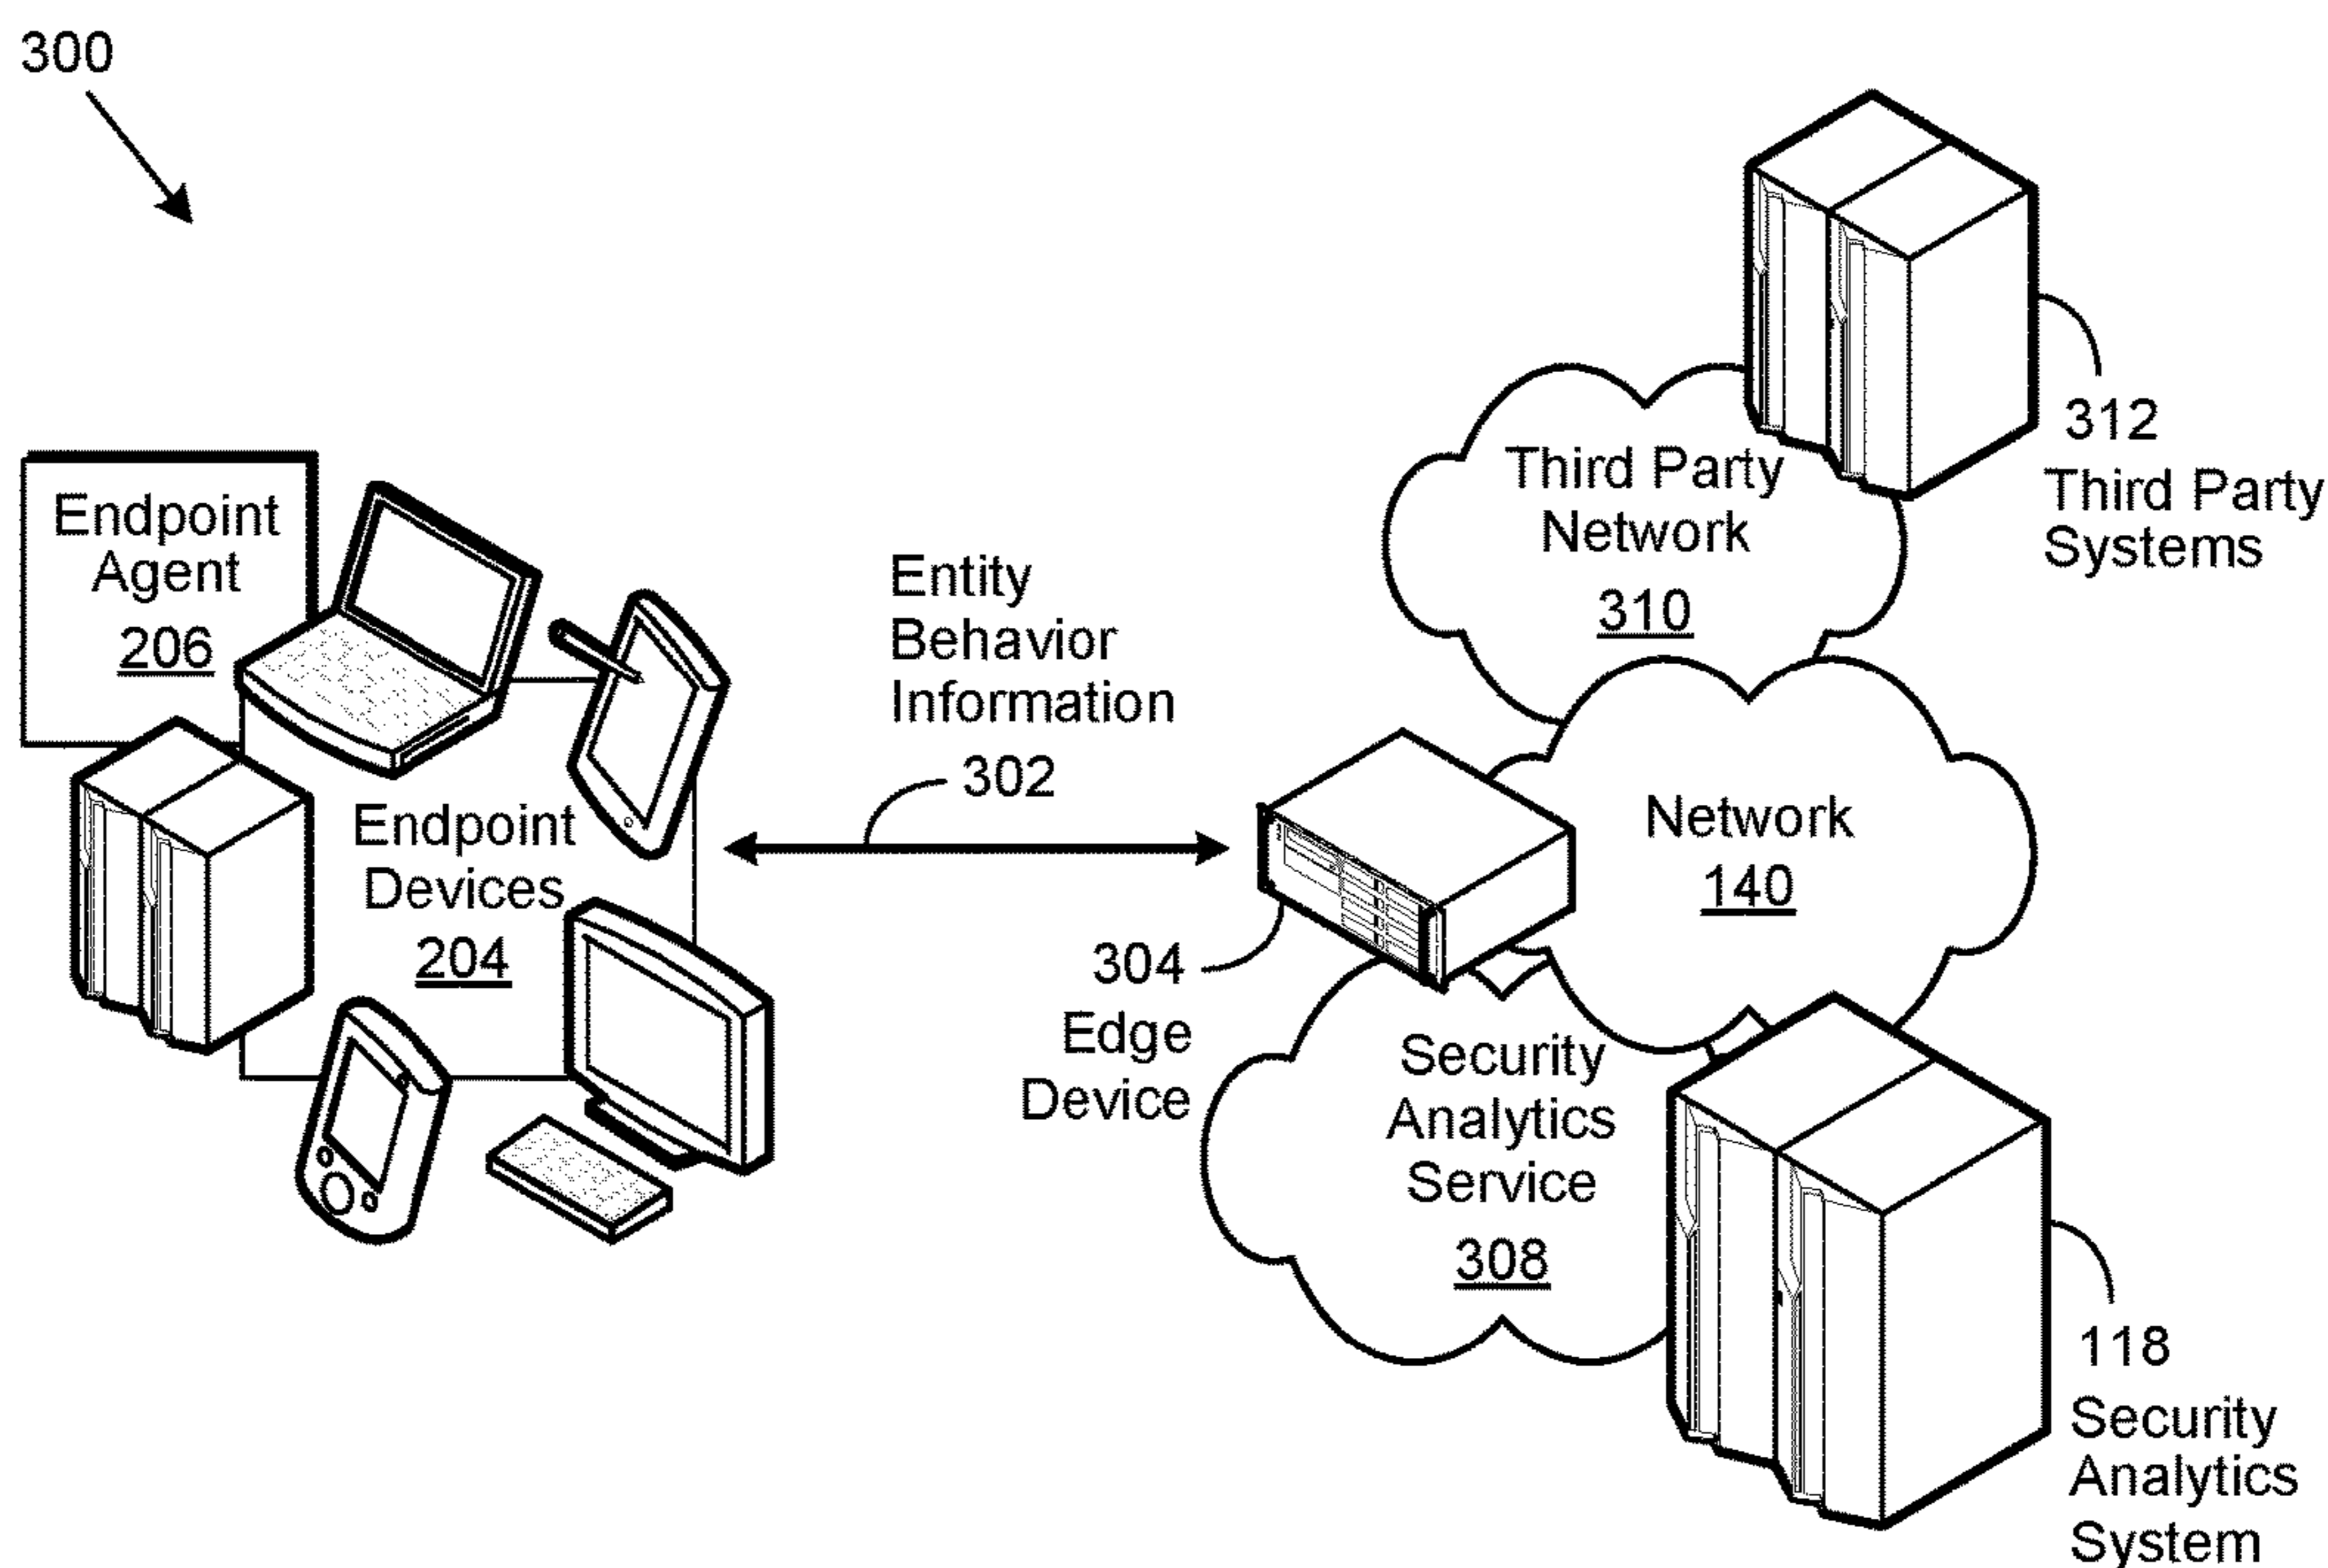 300
Endpoint
Agent
206
Endpoint
Devices
204
Entity
Behavior
Information
302
304
Edge
Device
Third Party
Network
310
312
Third Party
Systems
Network
140
Security
Analytics
Service
308
118
Security
Analytics
System